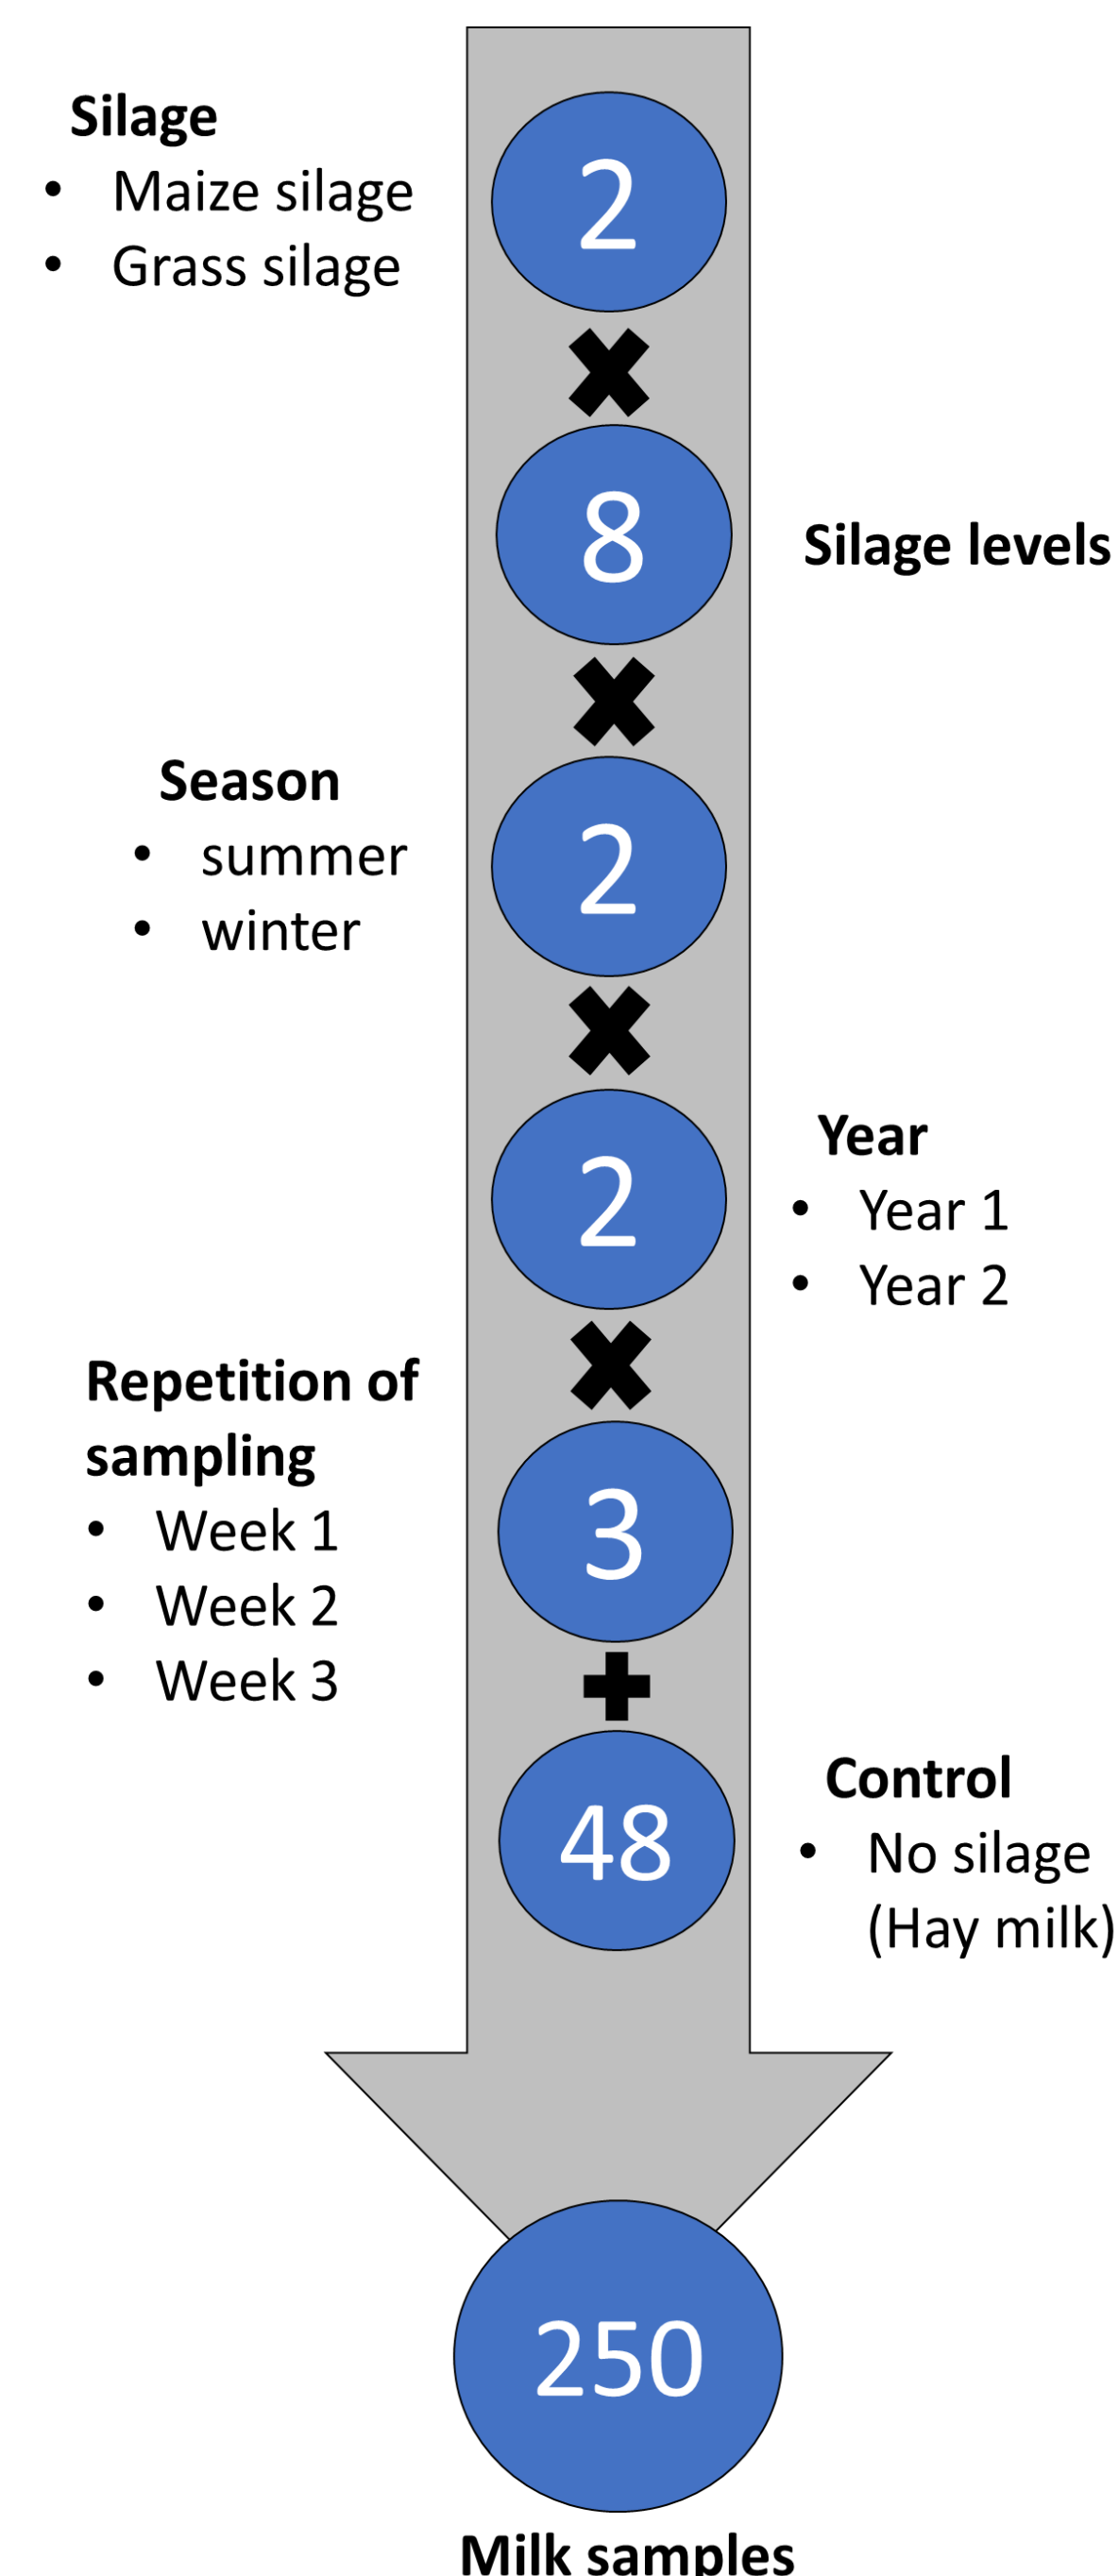 Silage
• Maize silage
• Grass silage
2
8
Silage levels
Season
• summer
• winter
2
2
Year
• Year 1
• Year 2
Repetition of
sampling
• Week 1
• Week 2
• Week 3
3
48
Control
• No silage
(Hay milk)
250
Milk samples